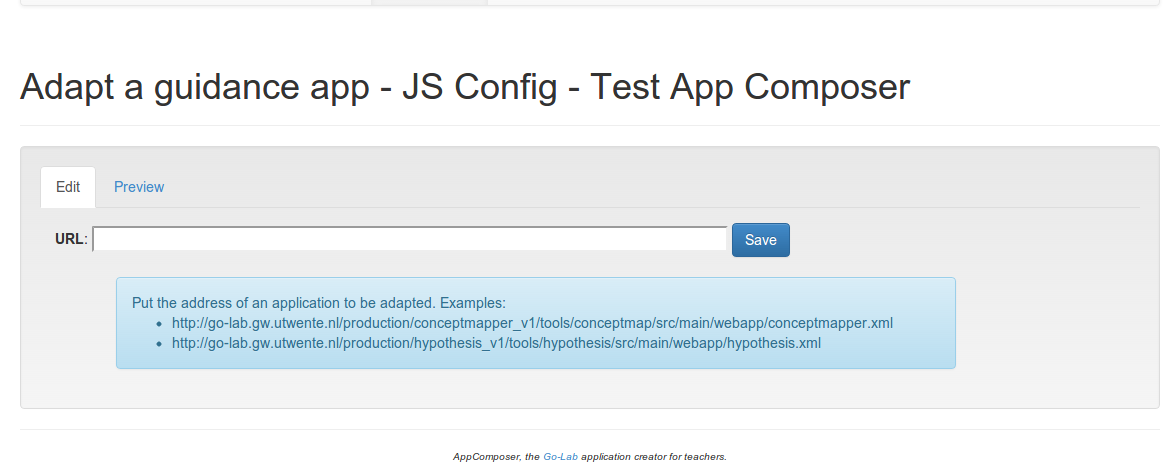 Adapt a guidance app - JS Config - Test App Composer
Edit Preview
URL: Save
Put the address of an application to be adapted. Examples:
• http://go-lab.gw.utwente.nl/production/conceptmapper_v1/tools/conceptmap/src/main/webapp/conceptmapper.xml
• http://go-lab.gw.utwente.nl/production/hypothesis_v1/tools/hypothesis/src/main/webapp/hypothesis.xml
AppComposer, the Go-Lab application creator for teachers.